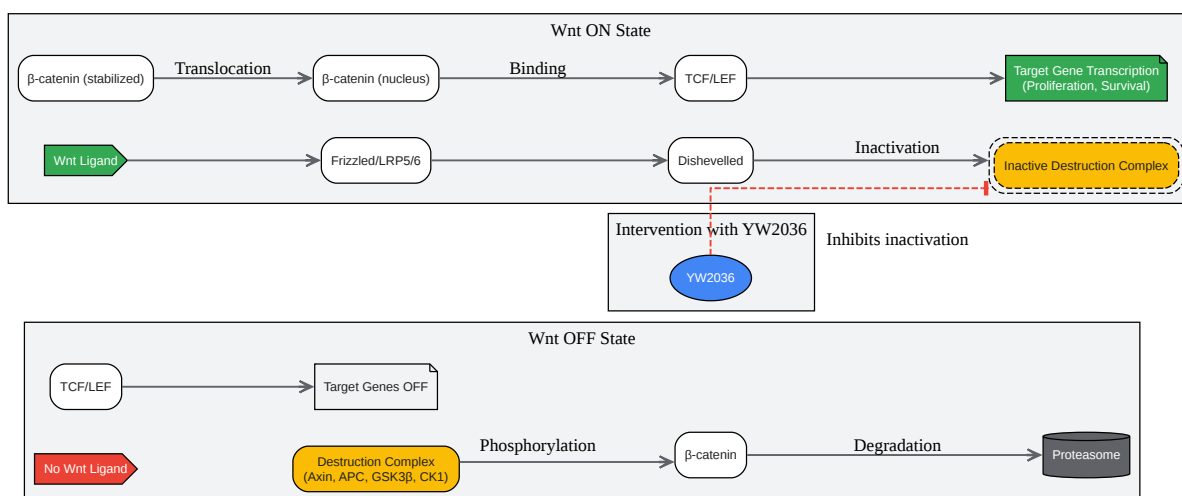 Wnt ON State
β-catenin (stabilized)
Translocation
β-catenin (nucleus)
Binding
TCF/LEF
Target Gene Transcription
(Proliferation, Survival)
Wnt Ligand
Frizzled/LRP5/6
Dishevelled
Inactivation
Inactive Destruction Complex
Intervention with YW2036
Inhibits inactivation
YW2036
Wnt OFF State
TCF/LEF
Target Genes OFF
No Wnt Ligand
Destruction Complex
(Axin, APC, GSK3β, CK1)
Phosphorylation
β-catenin
Degradation
Proteasome